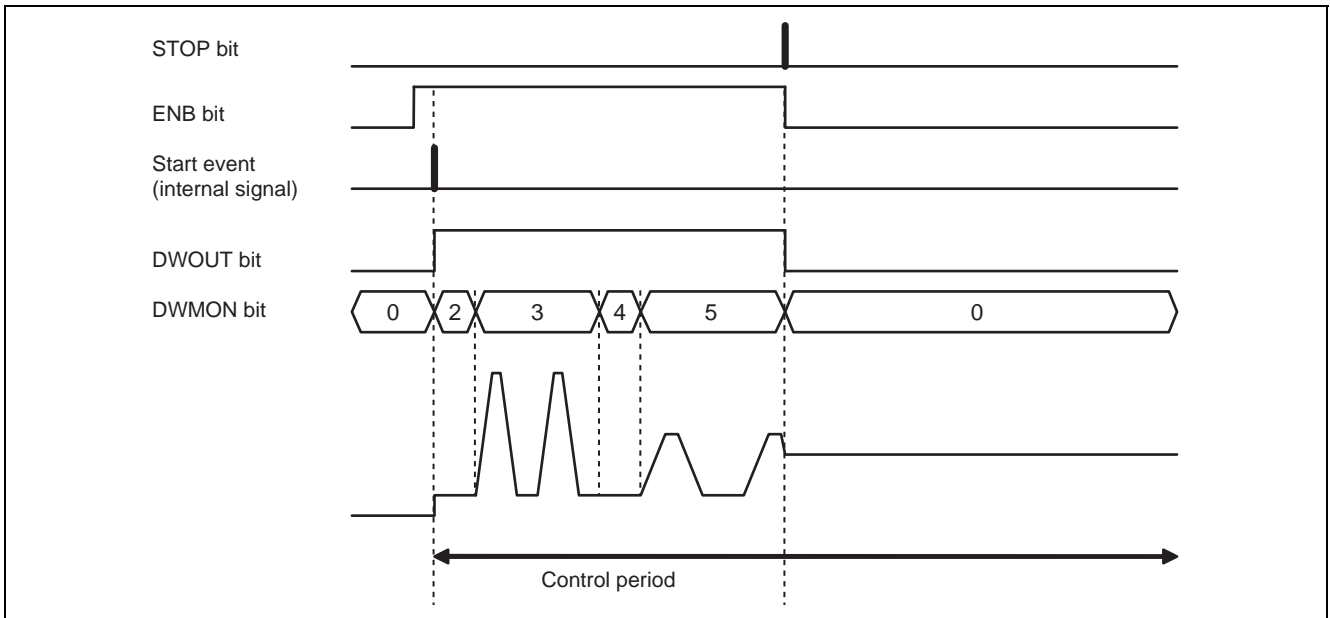 STOP bit
ENB bit
Start event
(internal signal)
DWOUT bit
DWMON bit
0 2 3 4 5 0
Control period